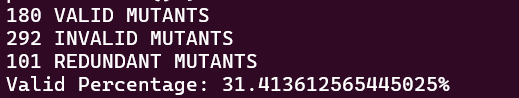 180 VALID MUTANTS
292 INVALID MUTANTS
101 REDUNDANT MUTANTS
Valid Percentage: 31.413612565445025%